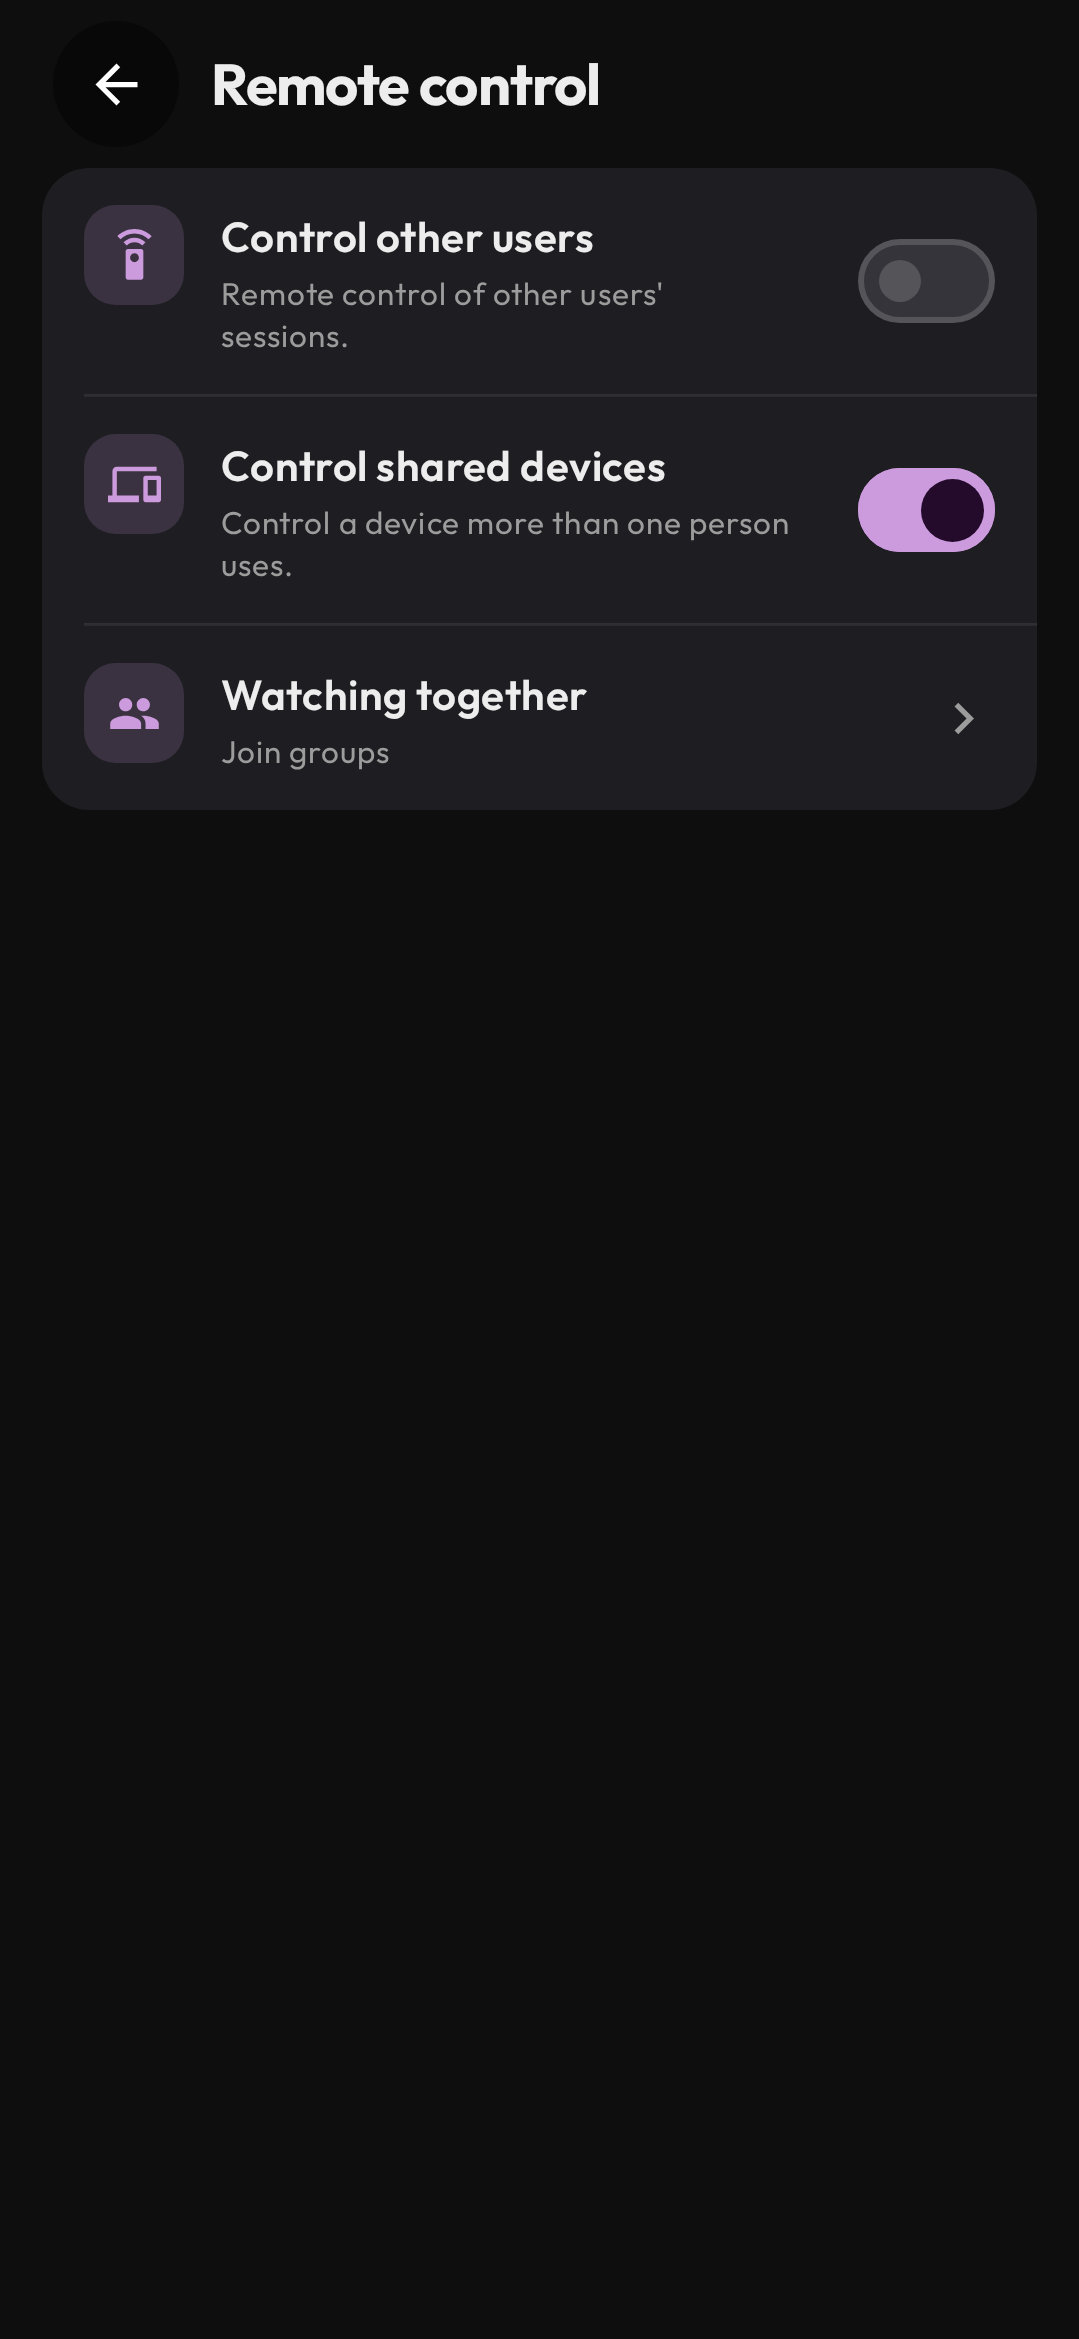 Remote control
Control other users
Remote control of other users'
sessions.
Control shared devices
Control a device more than one person
uses.
Watching together
Join groups